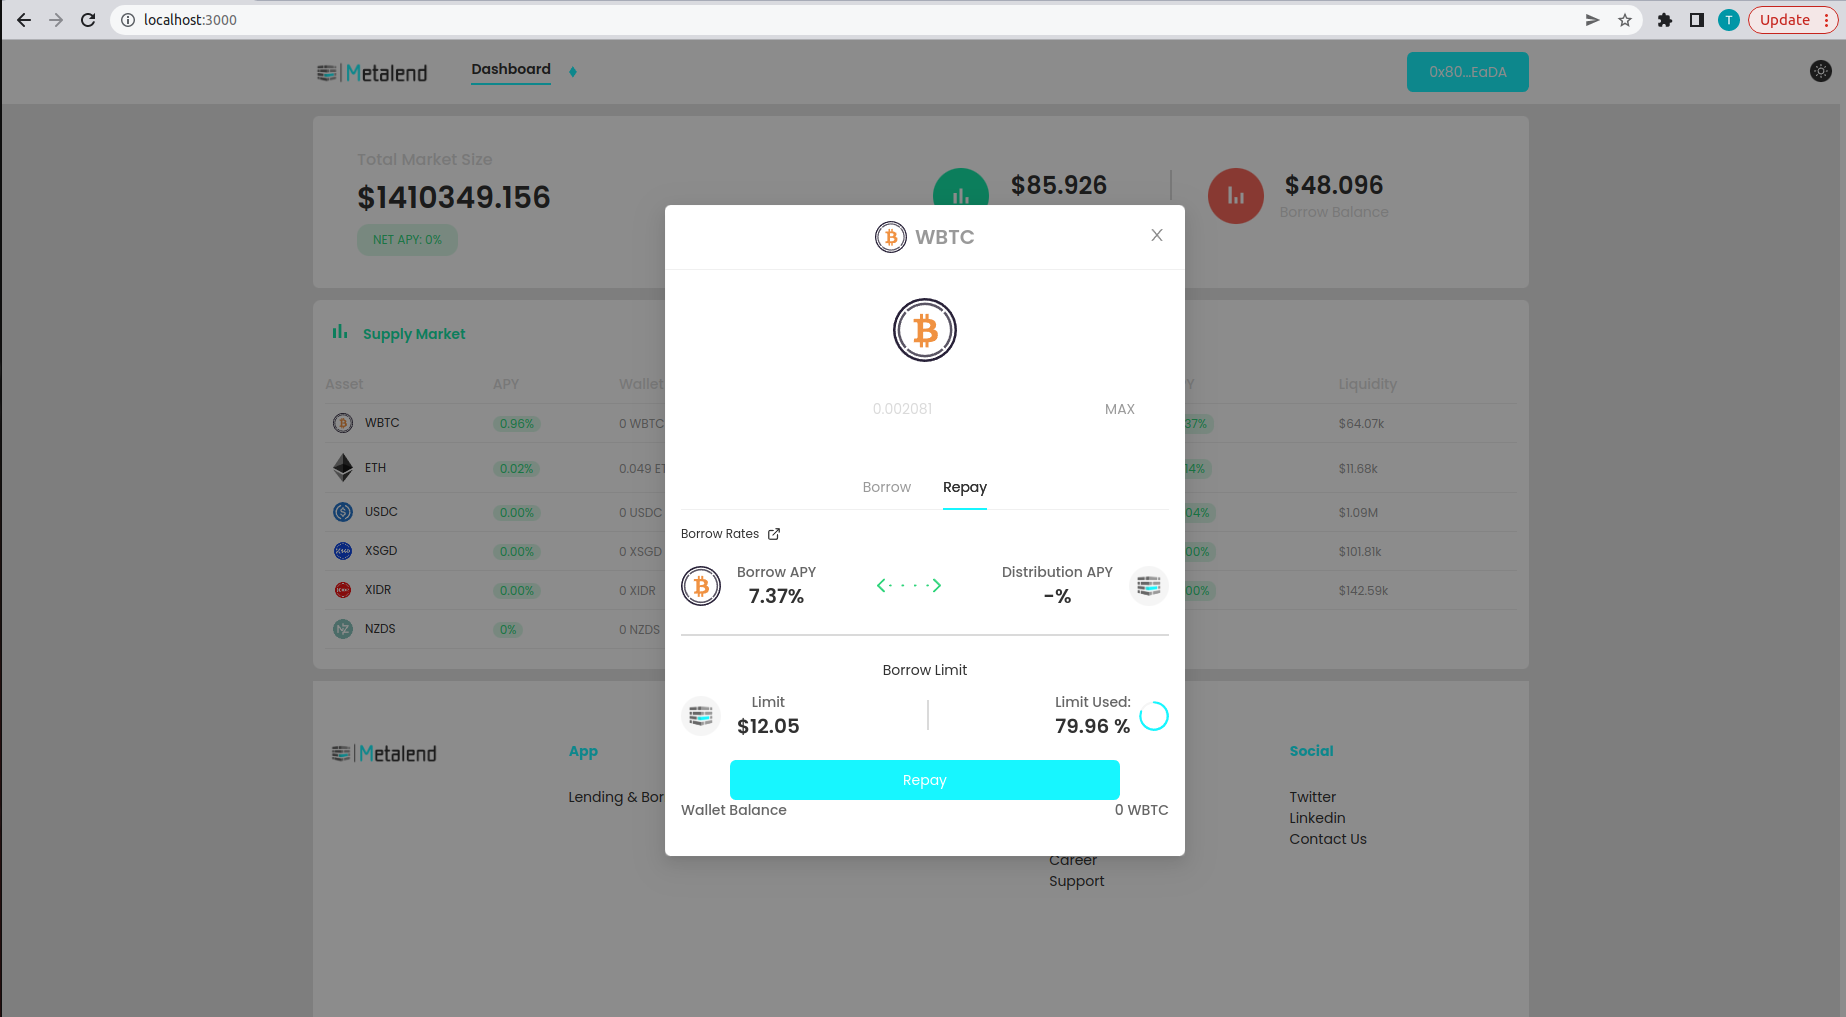 localhost:3000
T
Update
Metalend
Dashboard
0x80...EaDA
Total Market Size
$1410349.156
NET APY: 0%
$85.926
$48.096
Borrow Balance
WBTC
X
0.002081
MAX
Borrow
Repay
Borrow Rates
Borrow APY
7.37%
Distribution APY
-%
Borrow Limit
Limit
$12.05
Limit Used:
79.96 %
Repay
Wallet Balance
0 WBTC
Supply Market
Asset APY Wallet
Liquidity
WBTC 0.96% 0 WBTC
37% $64.07k
ETH 0.02% 0.049 ET
14% $11.68k
USDC 0.00% 0 USDC
04% $1.09M
XSGD 0.00% 0 XSGD
00% $101.81k
XIDR 0.00% 0 XIDR
00% $142.59k
NZDS 0% 0 NZDS
Metalend
App
Lending & Bor
Career
Support
Social
Twitter
Linkedin
Contact Us